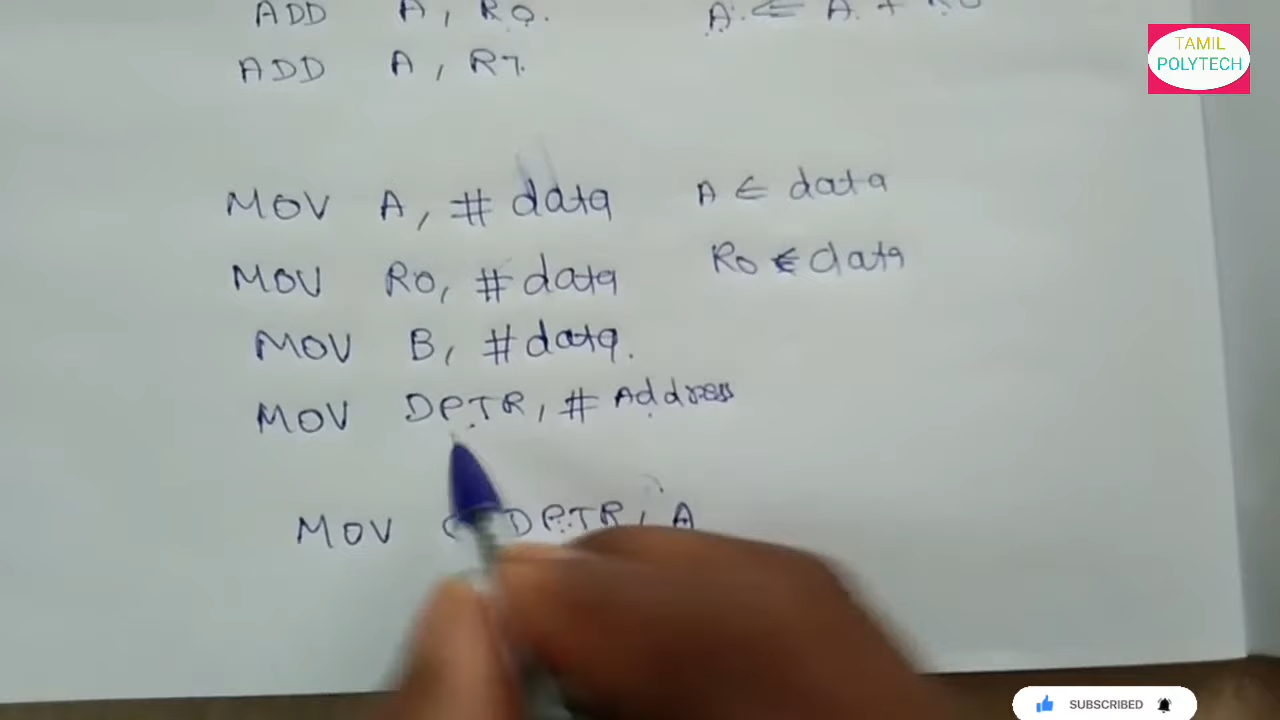 ADD A, R0. A ⇐ A + R0
ADD A, R7.
TAMIL
POLYTECH
MOV A, # data A ⇐ data
MOV R0, # data R0 ⇐ data
MOV B, # data.
MOV DPTR, # Address
MOV DPTR, A
SUBSCRIBED